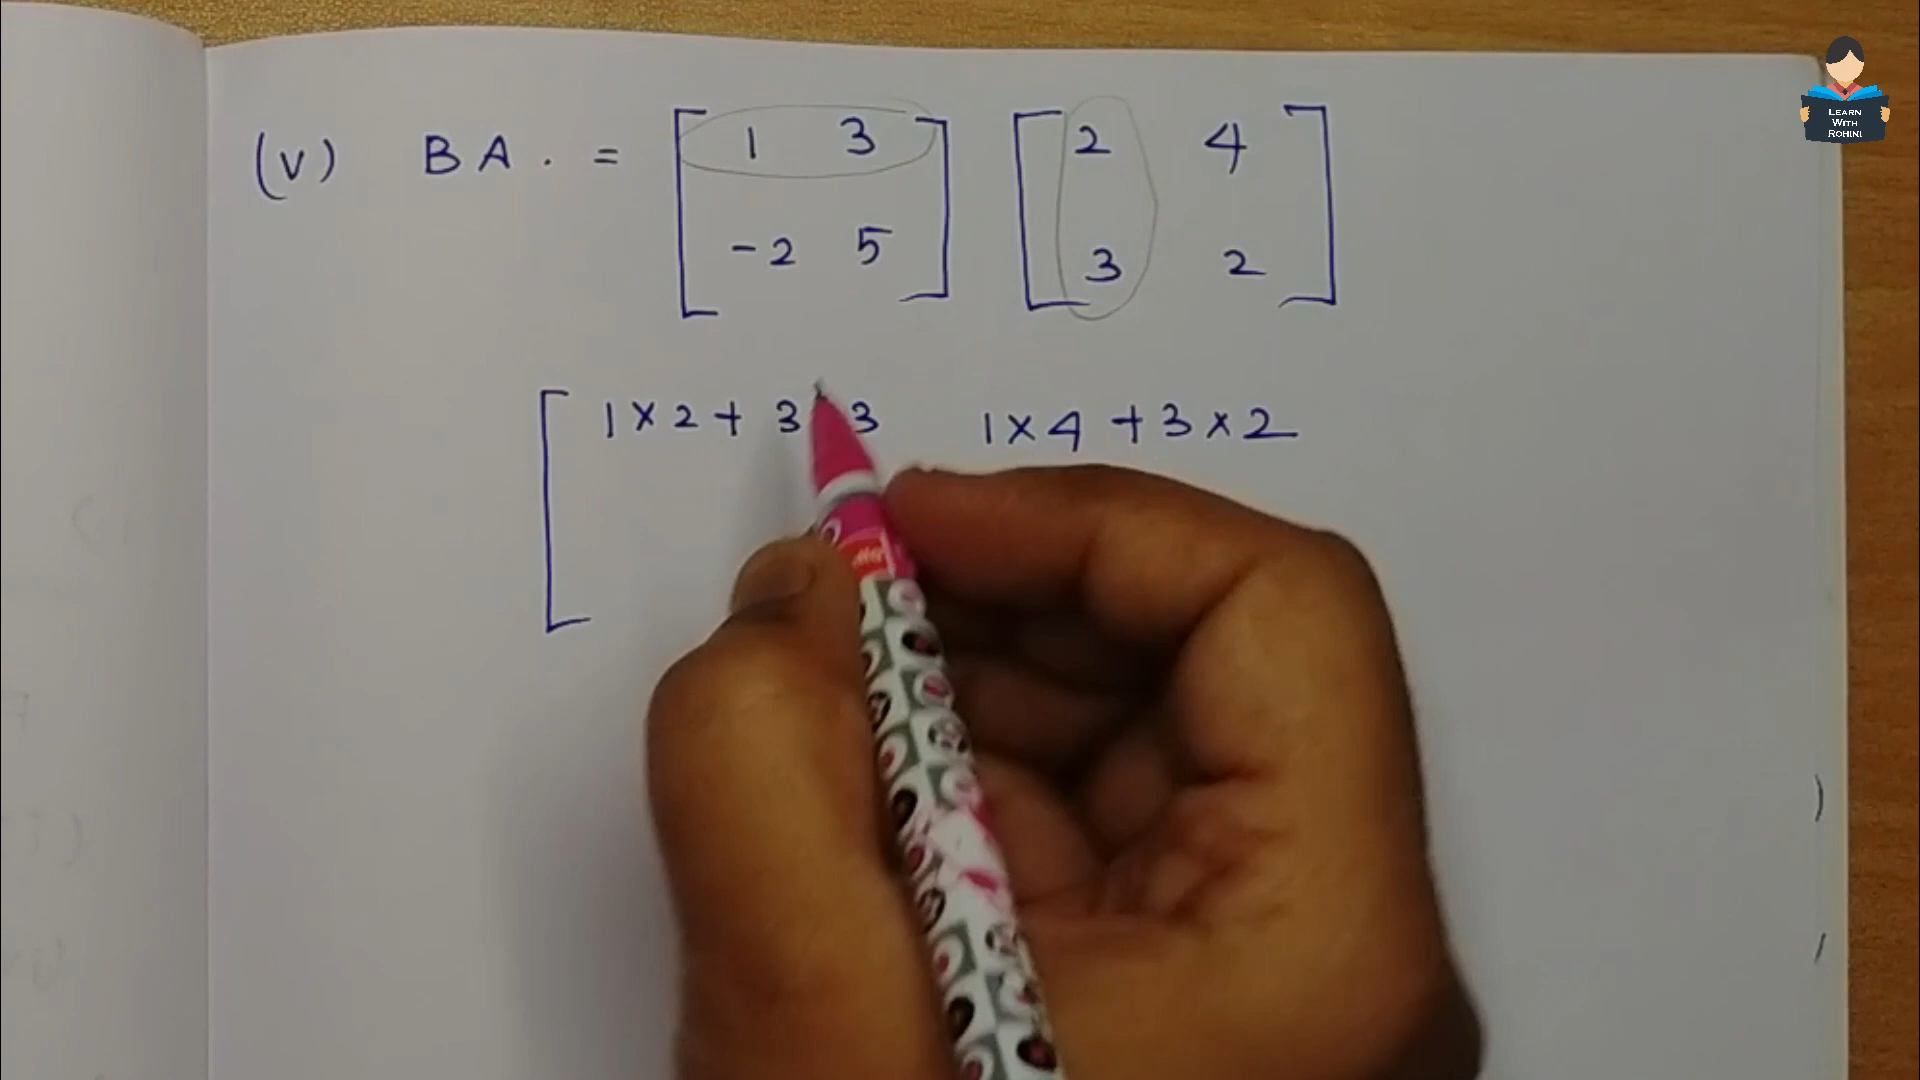 LEARN
WITH
ROHINI
(v) BA. = [ 1 3 ] [ 2 4 ]
-2 5 3 2
[ 1 × 2 + 3 3 1 × 4 + 3 × 2